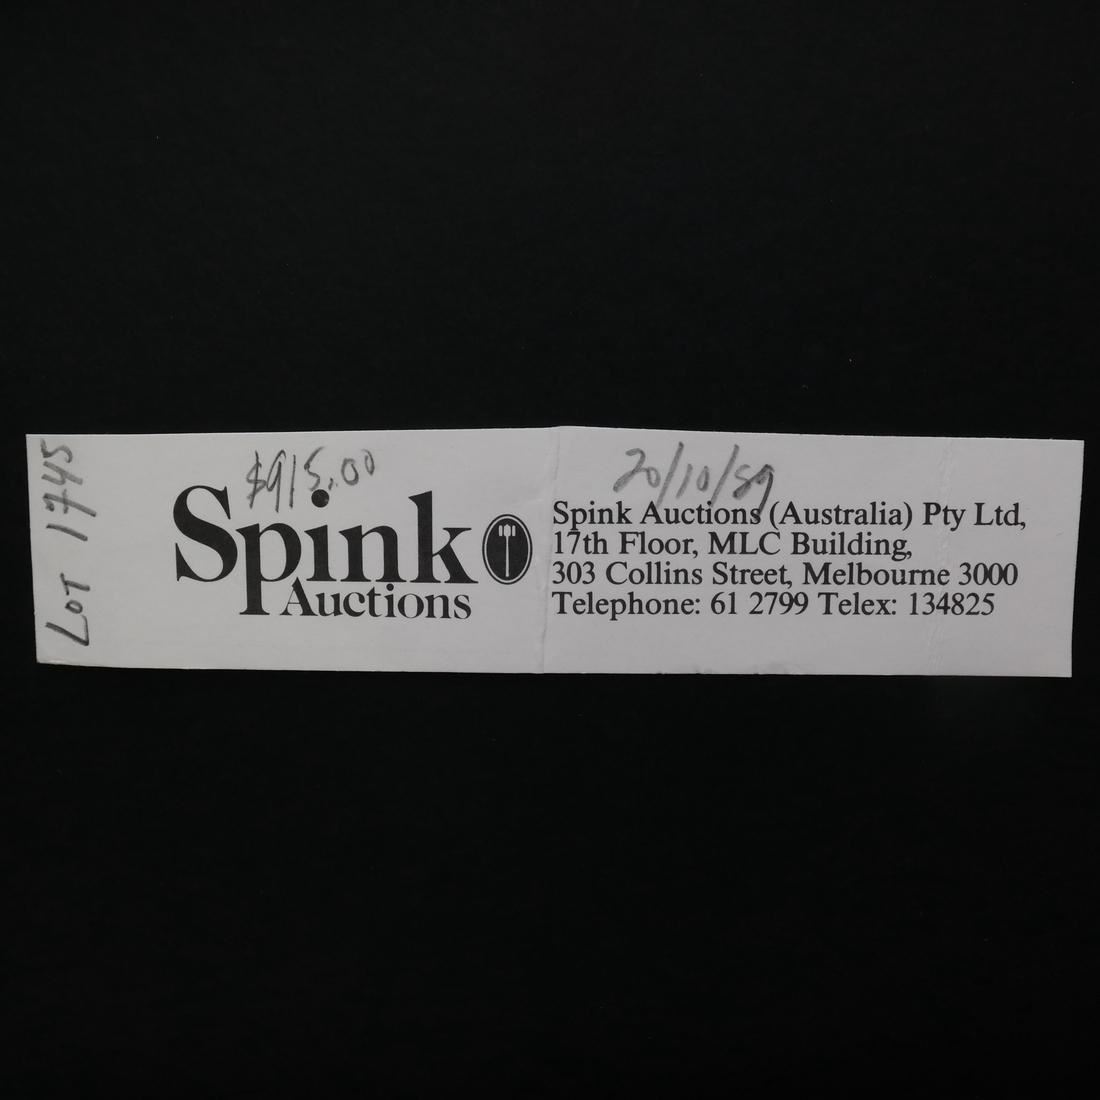 LOT 1745
$915.00
Spink
Auctions
20/10/89
Spink Auctions (Australia) Pty Ltd,
17th Floor, MLC Building,
303 Collins Street, Melbourne 3000
Telephone: 61 2799 Telex: 134825